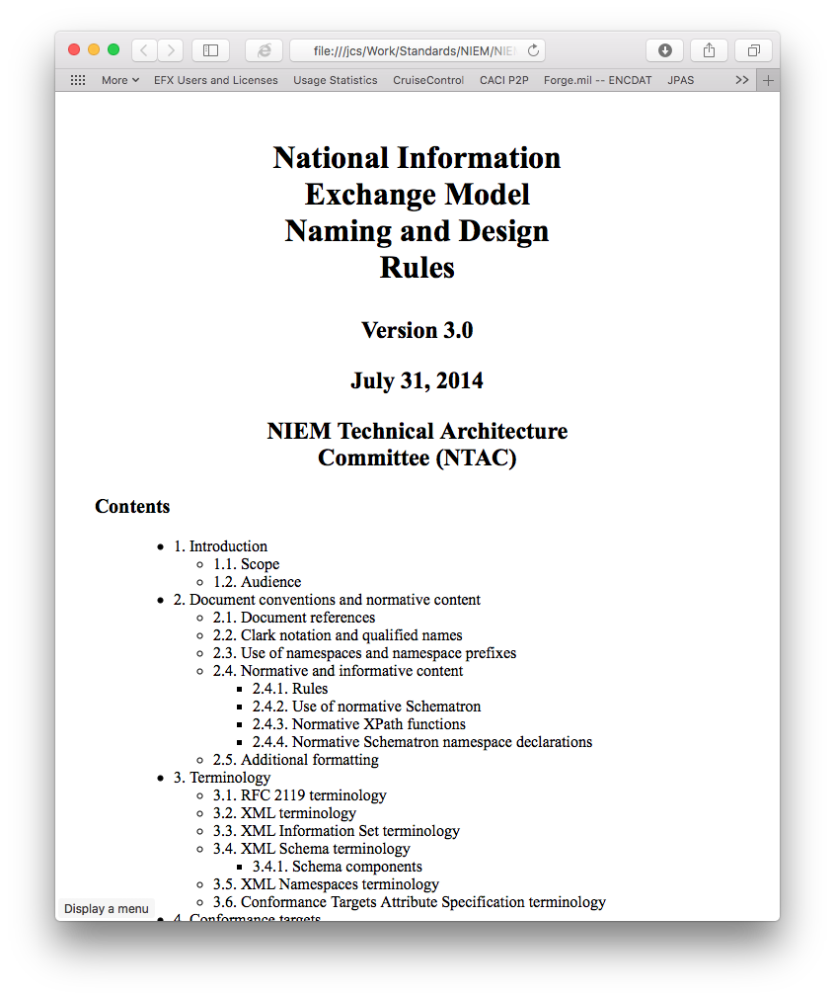 file:///jcs/Work/Standards/NIEM/NIE
More EFX Users and Licenses Usage Statistics CruiseControl CACI P2P Forge.mil -- ENCDAT JPAS >> +
National Information
Exchange Model
Naming and Design
Rules
Version 3.0
July 31, 2014
NIEM Technical Architecture
Committee (NTAC)
Contents
1. Introduction
1.1. Scope
1.2. Audience
2. Document conventions and normative content
2.1. Document references
2.2. Clark notation and qualified names
2.3. Use of namespaces and namespace prefixes
2.4. Normative and informative content
2.4.1. Rules
2.4.2. Use of normative Schematron
2.4.3. Normative XPath functions
2.4.4. Normative Schematron namespace declarations
2.5. Additional formatting
3. Terminology
3.1. RFC 2119 terminology
3.2. XML terminology
3.3. XML Information Set terminology
3.4. XML Schema terminology
3.4.1. Schema components
3.5. XML Namespaces terminology
3.6. Conformance Targets Attribute Specification terminology
Display a menu
4. Conformance targets